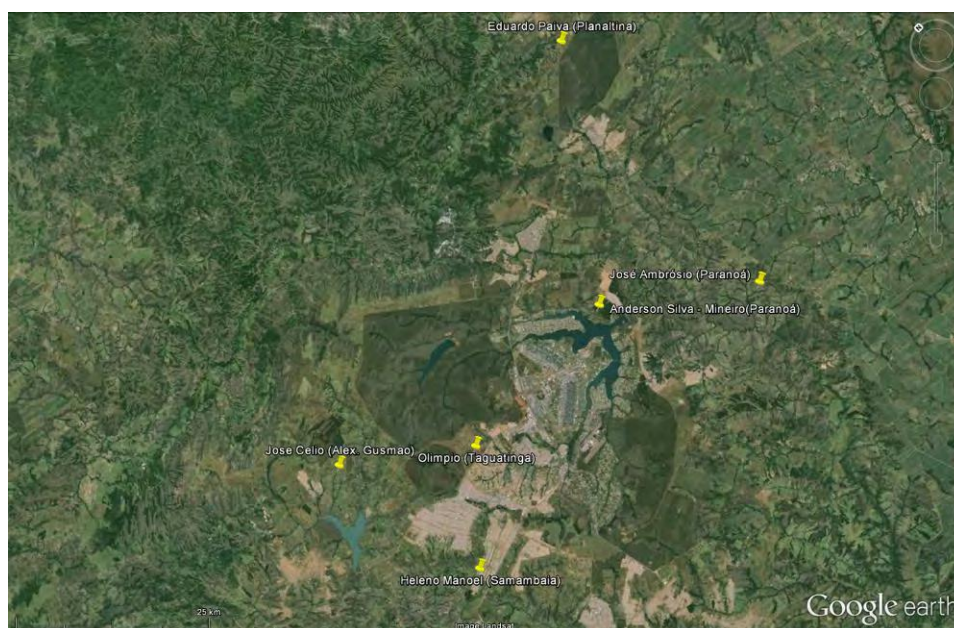 Eduardo Paiva (Planaltina)
José Ambrósio (Paranoá)
Anderson Silva - Mineiro(Paranoá)
Jose Celio (Alex. Gusmao)
Olimpio (Taguatinga)
Heleno Manoel (Samambaia)
25 km
Image Landsat
Google earth